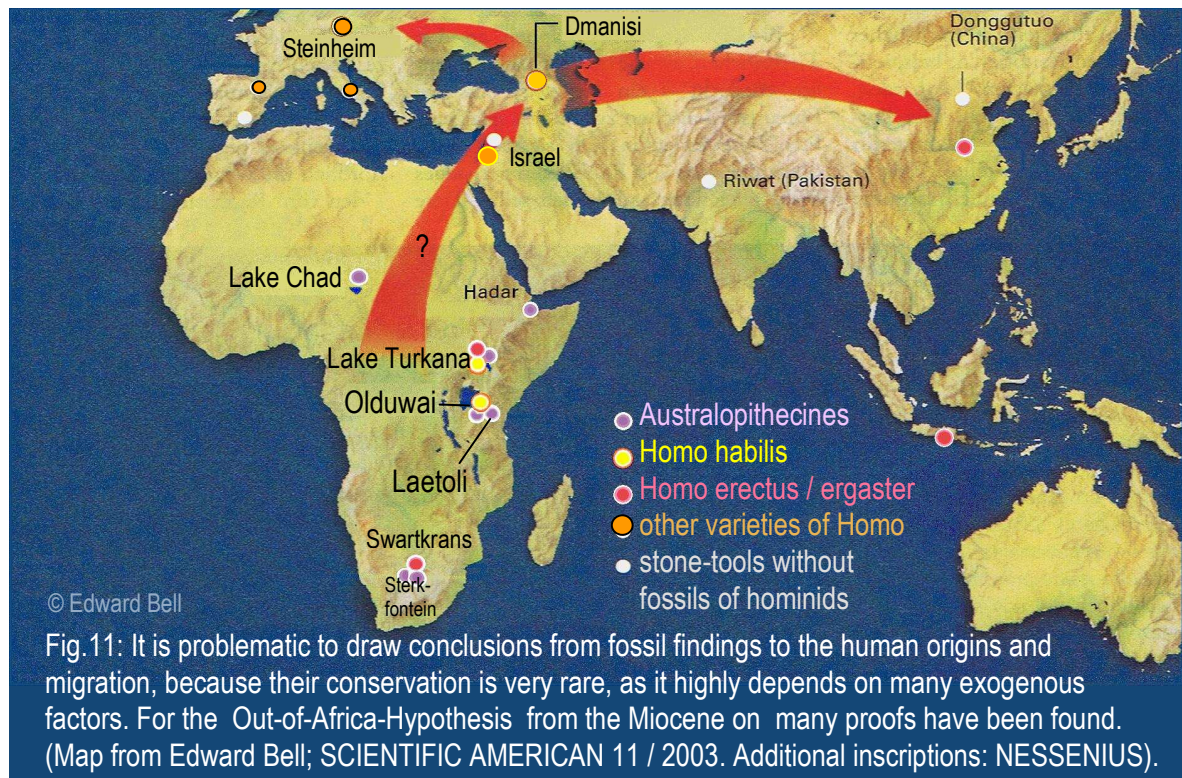 Dmanisi
Donggutuo
(China)
Steinheim
Israel
Riwat (Pakistan)
?
Lake Chad
Hadar
Lake Turkana
Olduwai
Laetoli
Australopithecines
Homo habilis
Homo erectus / ergaster
other varieties of Homo
stone-tools without
fossils of hominids
Swartkrans
Sterk-
fontein
© Edward Bell
Fig.11: It is problematic to draw conclusions from fossil findings to the human origins and
migration, because their conservation is very rare, as it highly depends on many exogenous
factors. For the Out-of-Africa-Hypothesis from the Miocene on many proofs have been found.
(Map from Edward Bell; SCIENTIFIC AMERICAN 11 / 2003. Additional inscriptions: NESSENIUS).